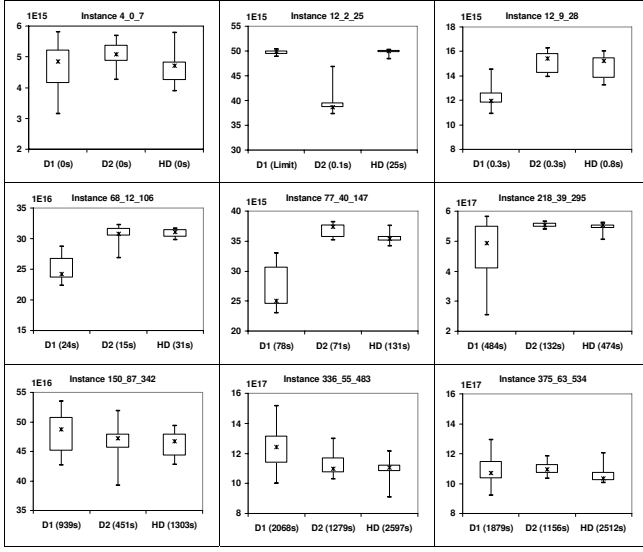 1E15 Instance 4_0_7
6
5
4
3
2
D1 (0s) D2 (0s) HD (0s)
1E15 Instance 12_2_25
55
50
45
40
35
30
D1 (Limit) D2 (0.1s) HD (25s)
1E15 Instance 12_9_28
18
16
14
12
10
8
D1 (0.3s) D2 (0.3s) HD (0.8s)
1E16 Instance 68_12_106
35
30
25
20
15
D1 (24s) D2 (15s) HD (31s)
1E15 Instance 77_40_147
40
35
30
25
20
D1 (78s) D2 (71s) HD (131s)
1E17 Instance 218_39_295
6
5
4
3
2
D1 (484s) D2 (132s) HD (474s)
1E16 Instance 150_87_342
55
50
45
40
35
D1 (939s) D2 (451s) HD (1303s)
1E17 Instance 336_55_483
16
14
12
10
8
D1 (2068s) D2 (1279s) HD (2597s)
1E17 Instance 375_63_534
16
14
12
10
8
D1 (1879s) D2 (1156s) HD (2512s)